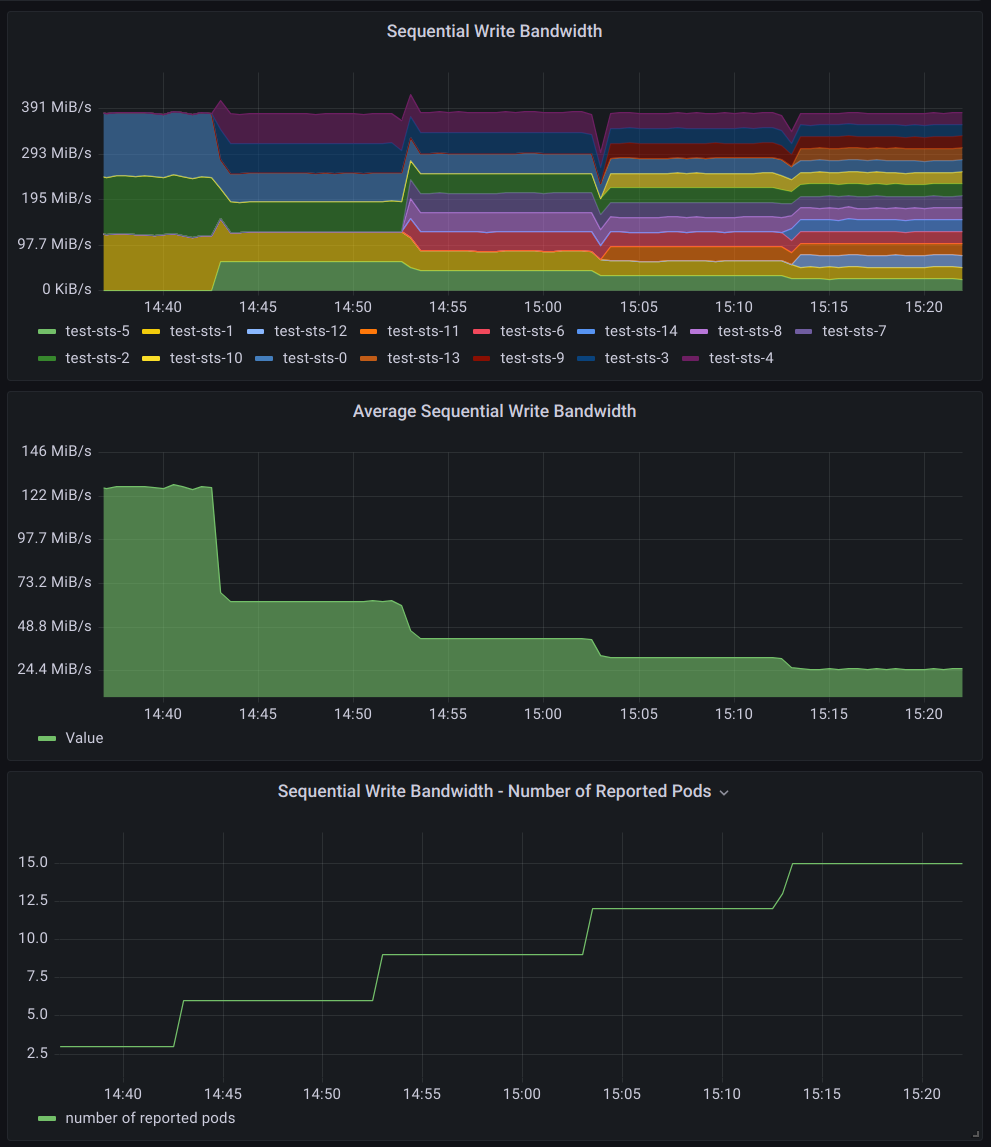 Sequential Write Bandwidth
391 MiB/s
293 MiB/s
195 MiB/s
97.7 MiB/s
0 KiB/s
14:40 14:45 14:50 14:55 15:00 15:05 15:10 15:15 15:20
test-sts-5 test-sts-1 test-sts-12 test-sts-11 test-sts-6 test-sts-14 test-sts-8 test-sts-7
test-sts-2 test-sts-10 test-sts-0 test-sts-13 test-sts-9 test-sts-3 test-sts-4
Average Sequential Write Bandwidth
146 MiB/s
122 MiB/s
97.7 MiB/s
73.2 MiB/s
48.8 MiB/s
24.4 MiB/s
14:40 14:45 14:50 14:55 15:00 15:05 15:10 15:15 15:20
Value
Sequential Write Bandwidth - Number of Reported Pods
15.0
12.5
10.0
7.5
5.0
2.5
14:40 14:45 14:50 14:55 15:00 15:05 15:10 15:15 15:20
number of reported pods